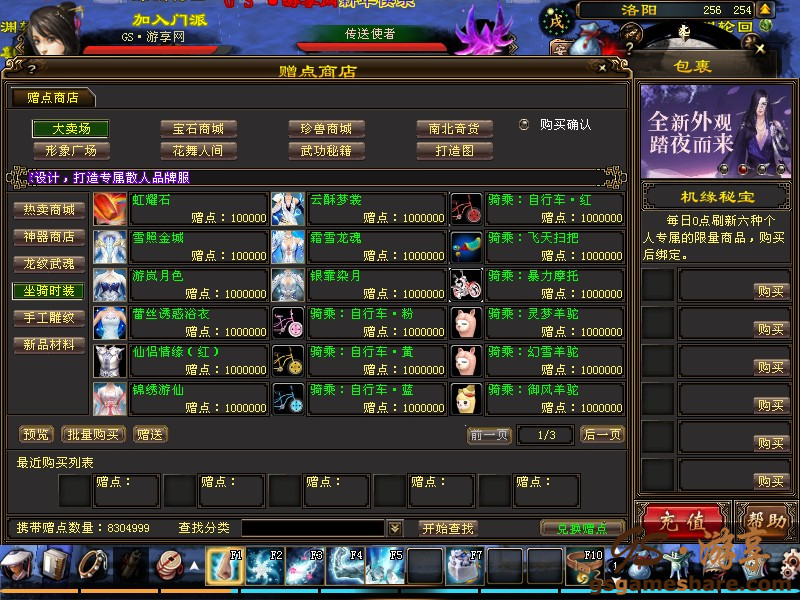 加入门派
GS·游享网
传送使者
洛阳
256 254
戌
轮回
赠点商店
包裹
赠点商店
大卖场
宝石商城
珍兽商城
南北奇货
购买确认
形象广场
花舞人间
武功秘籍
打造图
设计，打造专属散人品牌服
全新外观
踏夜而来
机缘秘宝
每日0点刷新六种个
人专属的限量商品，购买
后绑定。
热卖商城
神器商店
龙纹武魂
坐骑时装
手工雕纹
新品材料
虹耀石
赠点：100000
云酥梦裳
赠点：1000000
骑乘：自行车·红
赠点：1000000
雪照金城
赠点：1000000
霜雪龙魂
赠点：1000000
骑乘：飞天扫把
赠点：1000000
游岚月色
赠点：1000000
银霏染月
赠点：1000000
骑乘：暴力摩托
赠点：1000000
蕾丝诱惑浴衣
赠点：1000000
骑乘：自行车·粉
赠点：1000000
骑乘：灵梦羊驼
赠点：1000000
仙侣情缘（红）
赠点：1000000
骑乘：自行车·黄
赠点：1000000
骑乘：幻雪羊驼
赠点：1000000
锦绣游仙
赠点：1000000
骑乘：自行车·蓝
赠点：1000000
骑乘：御风羊驼
赠点：1000000
购买
购买
购买
购买
购买
购买
预览
批量购买
赠送
前一页
1/3
后一页
最近购买列表
赠点：
赠点：
赠点：
赠点：
赠点：
携带赠点数量：8304999
查找分类
开始查找
兑换赠点
充值
帮助
F1
F2
F3
F4
F5
F7
F10
GS·游享
gsgameshare.com